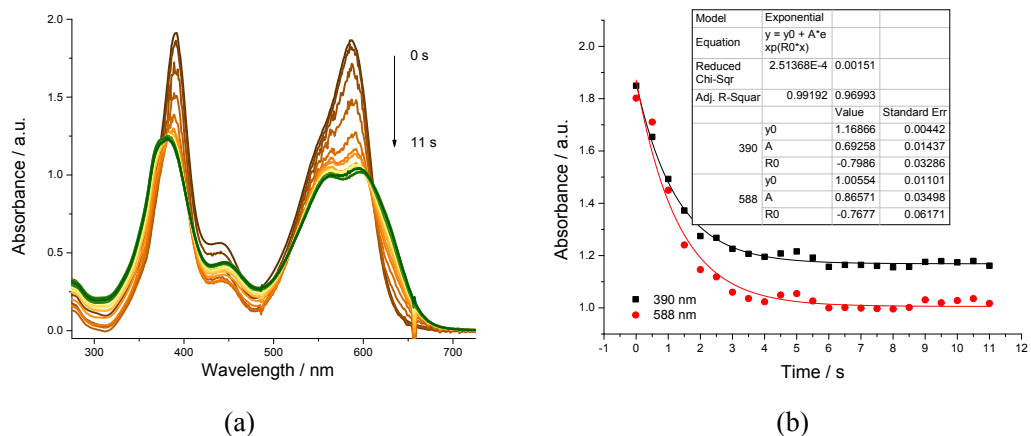 2.0
1.5
1.0
0.5
0.0
Absorbance / a.u.
0 s
11 s
300 400 500 600 700
Wavelength / nm
(a)
Model Exponential
Equation y = y0 + A*e
xp(R0*x)
Reduced
Chi-Sqr 2.51368E-4 0.00151
Adj. R-Squar 0.99192 0.96993
Value Standard Err
390 y0 1.16866 0.00442
A 0.69258 0.01437
R0 -0.7986 0.03286
588 y0 1.00554 0.01101
A 0.86571 0.03498
R0 -0.7677 0.06171
1.8
1.6
1.4
1.2
1.0
Absorbance / a.u.
390 nm
588 nm
-1 0 1 2 3 4 5 6 7 8 9 10 11 12
Time / s
(b)